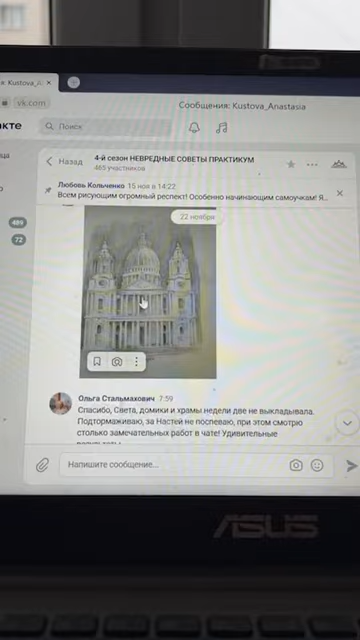 Kustova_A
vk.com
Сообщения: Kustova_Anastasia
акте
Поиск
Назад
4-й сезон НЕВРЕДНЫЕ СОВЕТЫ ПРАКТИКУМ
465 участников
Любовь Кольченко 15 ноя в 14:22
Всем рисующим огромный респект! Особенно начинающим самоучкам! Я...
22 ноября
489
72
Ольга Стальмахович 7:59
Спасибо, Света, домики и храмы недели две не выкладывала.
Подтормаживаю, за Настей не поспеваю, при этом смотрю
столько замечательных работ в чате! Удивительные
Напишите сообщение...
ASUS